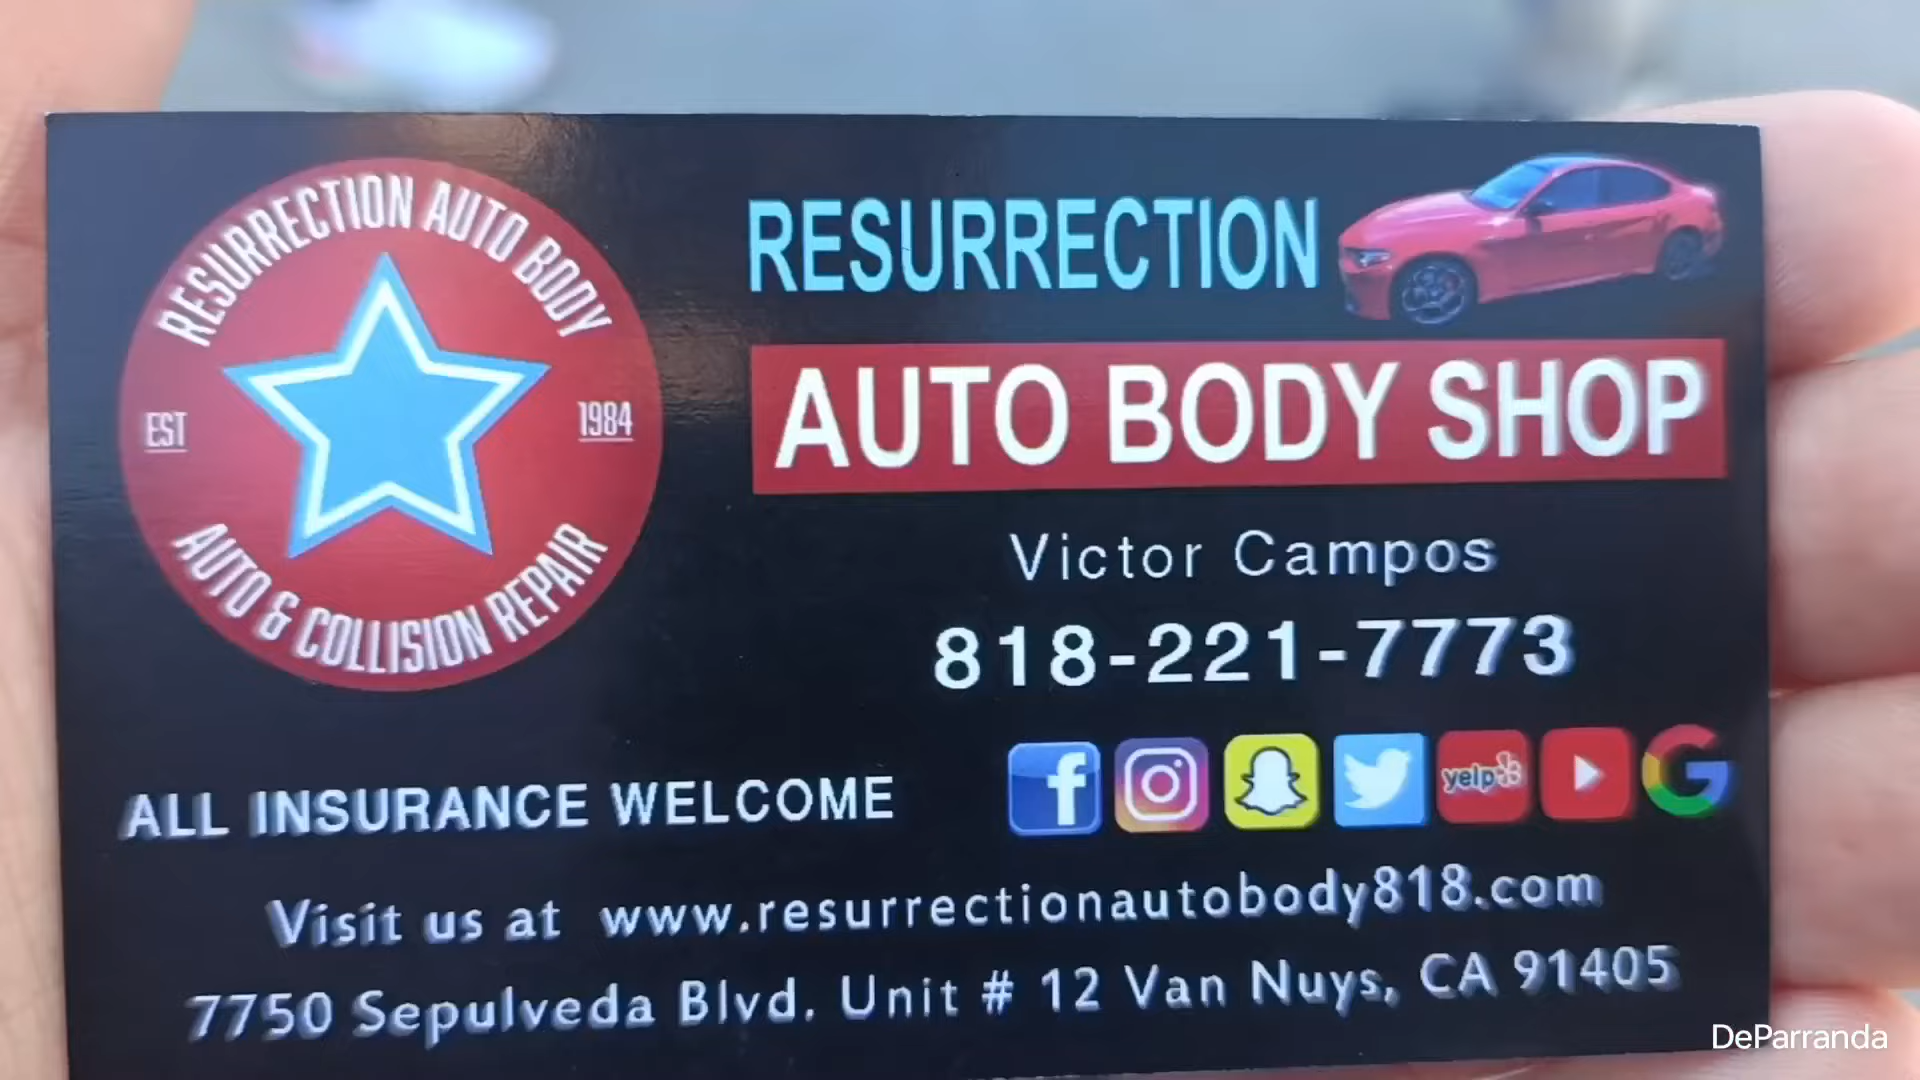 RESURRECTION AUTO BODY
EST 1984
AUTO & COLLISION REPAIR
RESURRECTION
AUTO BODY SHOP
Victor Campos
818-221-7773
f
yelp
G
ALL INSURANCE WELCOME
Visit us at www.resurrectionautobody818.com
7750 Sepulveda Blvd. Unit # 12 Van Nuys, CA 91405
DeParranda